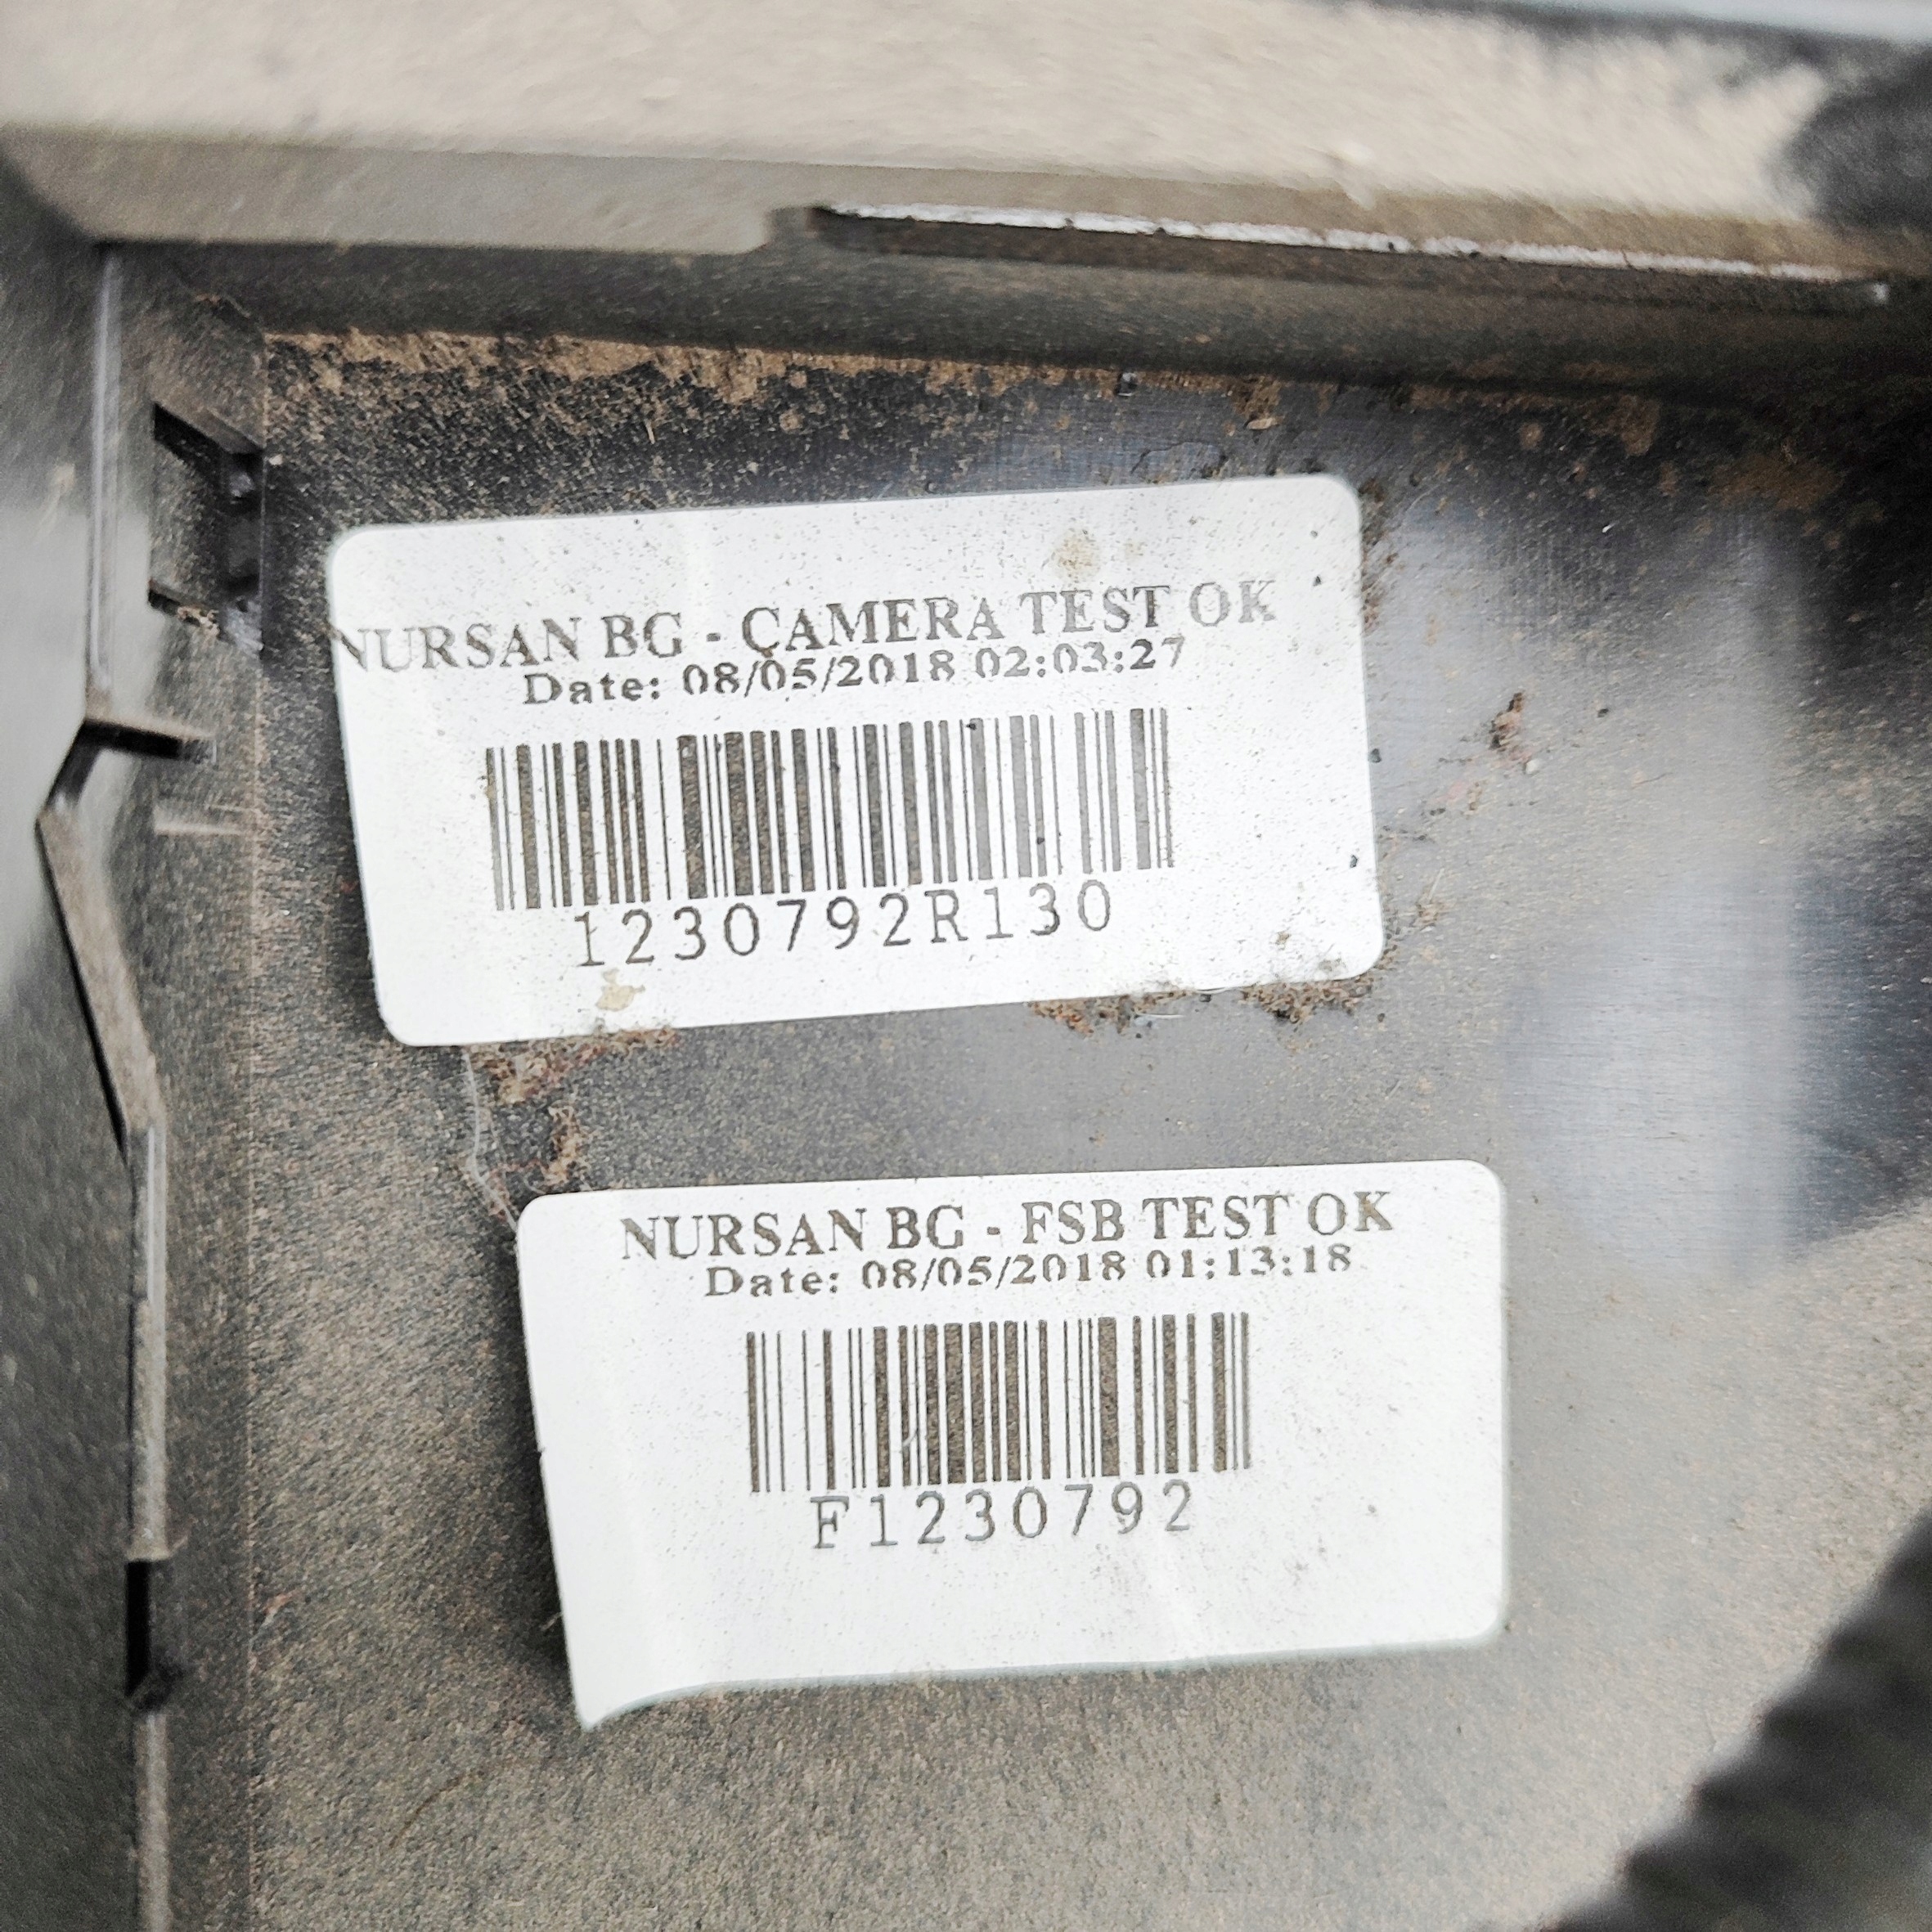 NURSAN BG - CAMERA TEST OK
Date: 08/05/2018 02:03:27
1230792R130
NURSAN BG - FSB TEST OK
Date: 08/05/2018 01:13:18
F1230792